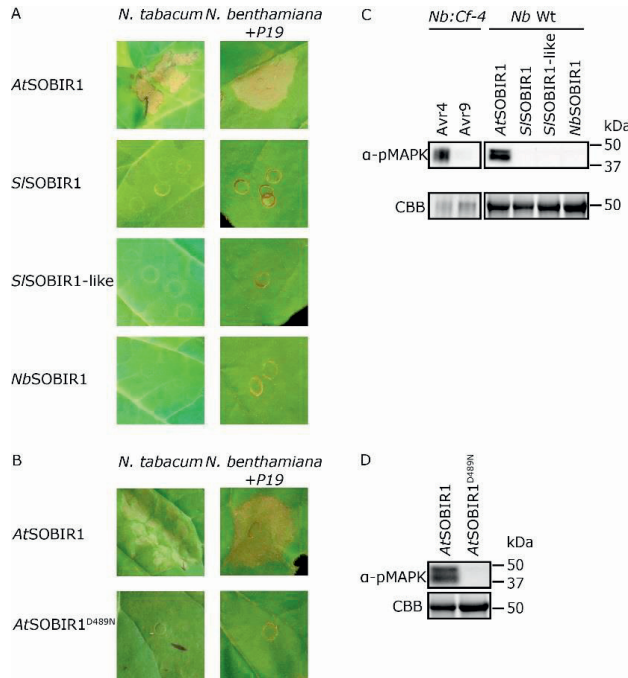 A
N. tabacum
N. benthamiana
+P19
AtSOBIR1
SlSOBIR1
SlSOBIR1-like
NbSOBIR1
B
N. tabacum
N. benthamiana
+P19
AtSOBIR1
AtSOBIR1D489N
C
Nb:Cf-4
Nb Wt
Avr4
Avr9
AtSOBIR1
SlSOBIR1
SlSOBIR1-like
NbSOBIR1
kDa
α-pMAPK
50
37
CBB
50
D
AtSOBIR1
AtSOBIR1D489N
kDa
α-pMAPK
50
37
CBB
50